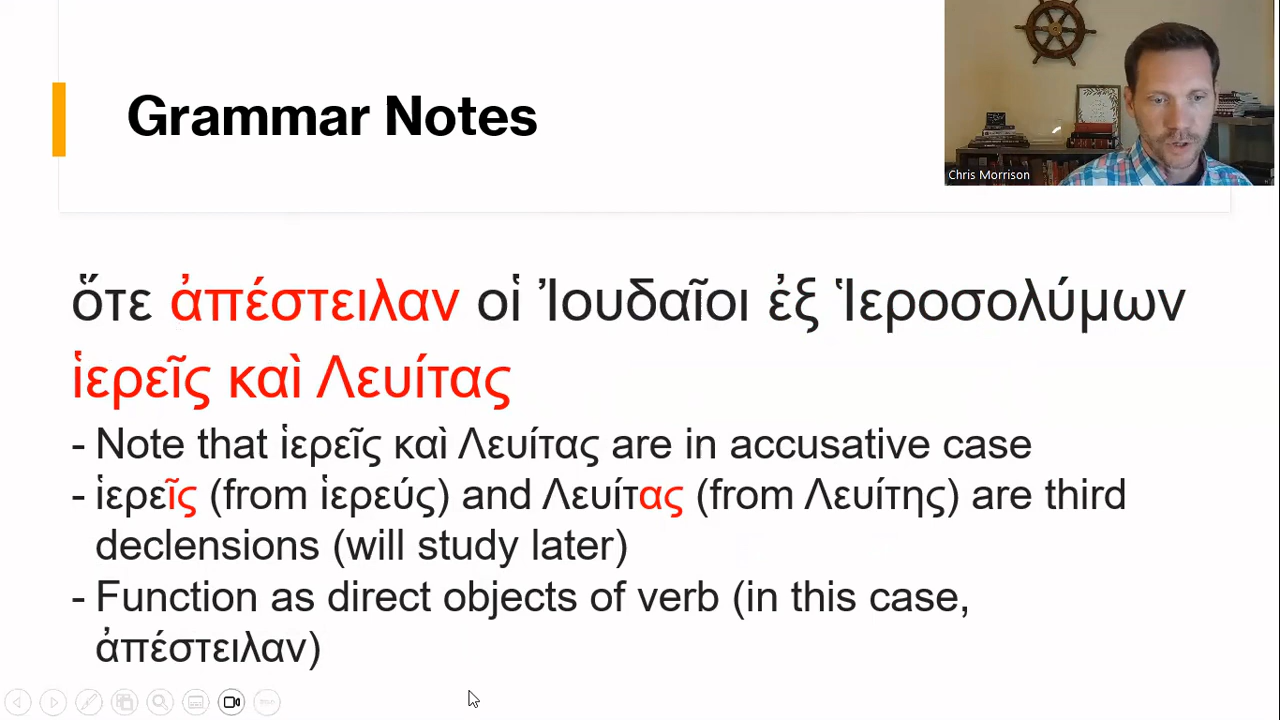 Grammar Notes
Chris Morrison
ὅτε ἀπέστειλαν οἱ Ἰουδαῖοι ἐξ Ἱεροσολύμων
ἱερεῖς καὶ Λευίτας
- Note that ἱερεῖς καὶ Λευίτας are in accusative case
- ἱερεῖς (from ἱερεύς) and Λευίτας (from Λευίτης) are third
declensions (will study later)
- Function as direct objects of verb (in this case,
ἀπέστειλαν)